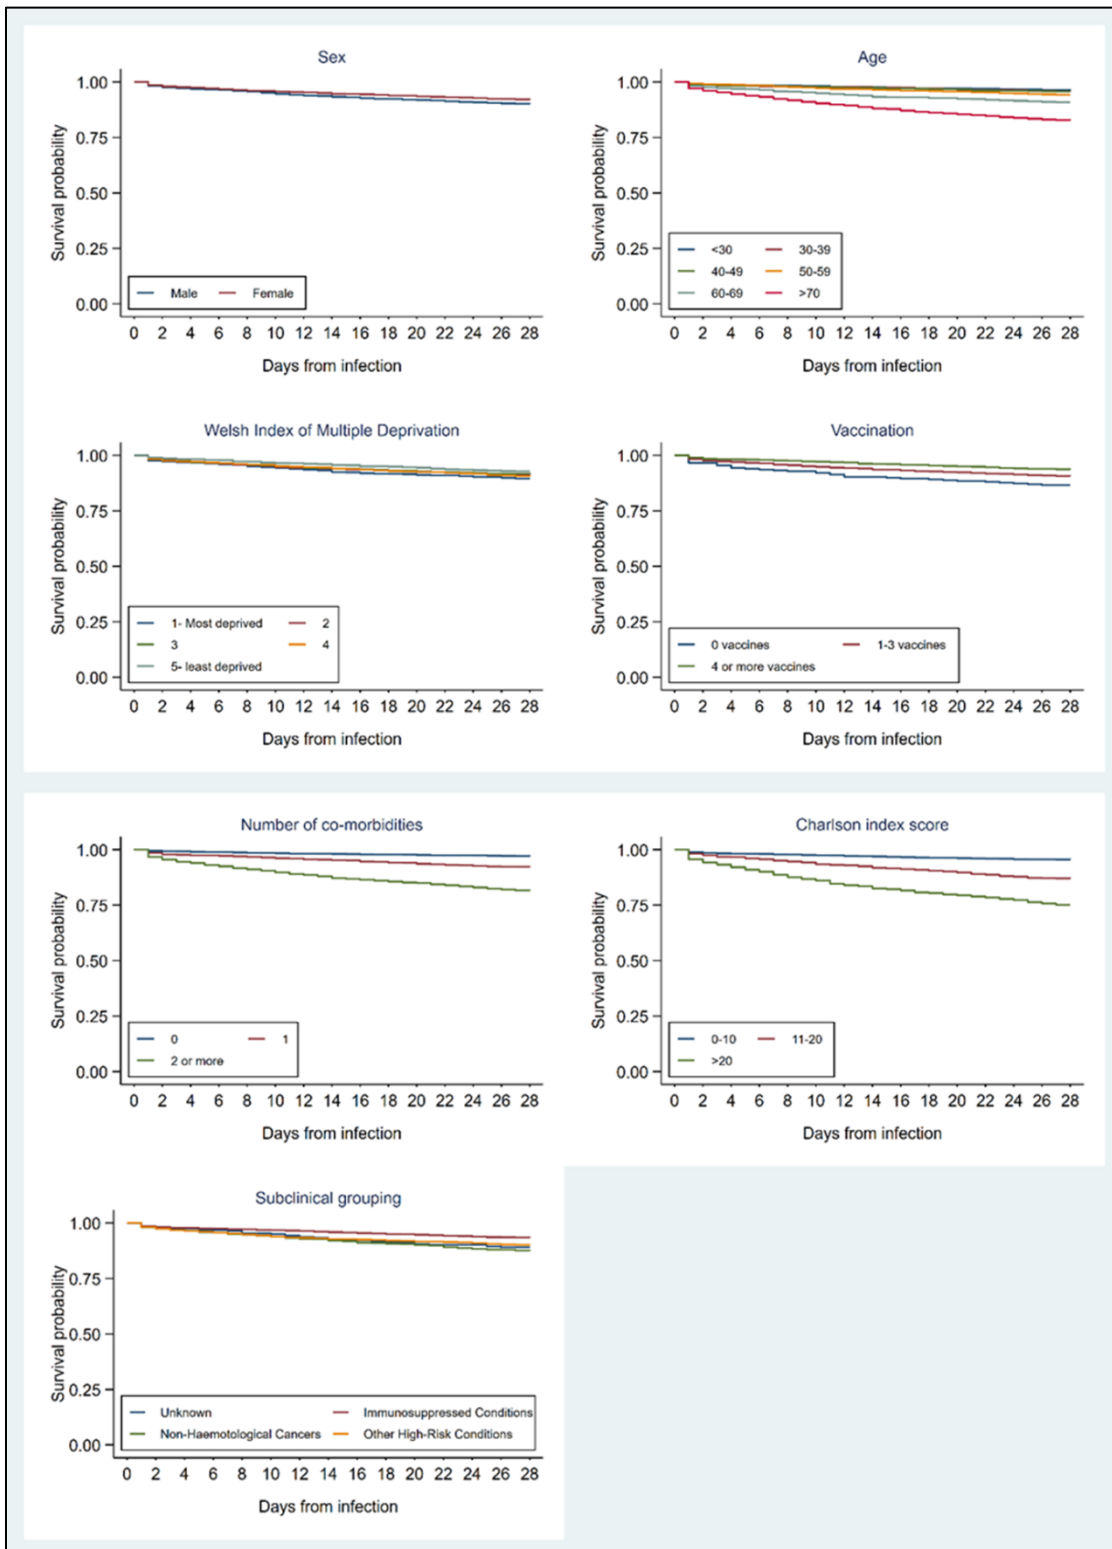 Sex
Survival probability
1.00
0.75
0.50
0.25
0.00
Male Female
0 2 4 6 8 10 12 14 16 18 20 22 24 26 28
Days from infection
Age
Survival probability
1.00
0.75
0.50
0.25
0.00
<30 30-39
40-49 50-59
60-69 >70
0 2 4 6 8 10 12 14 16 18 20 22 24 26 28
Days from infection
Welsh Index of Multiple Deprivation
Survival probability
1.00
0.75
0.50
0.25
0.00
1- Most deprived 2
3 4
5- least deprived
0 2 4 6 8 10 12 14 16 18 20 22 24 26 28
Days from infection
Vaccination
Survival probability
1.00
0.75
0.50
0.25
0.00
0 vaccines 1-3 vaccines
4 or more vaccines
0 2 4 6 8 10 12 14 16 18 20 22 24 26 28
Days from infection
Number of co-morbidities
Survival probability
1.00
0.75
0.50
0.25
0.00
0 1
2 or more
0 2 4 6 8 10 12 14 16 18 20 22 24 26 28
Days from infection
Charlson index score
Survival probability
1.00
0.75
0.50
0.25
0.00
0-10 11-20
>20
0 2 4 6 8 10 12 14 16 18 20 22 24 26 28
Days from infection
Subclinical grouping
Survival probability
1.00
0.75
0.50
0.25
0.00
Unknown Immunosuppressed Conditions
Non-Haemotological Cancers Other High-Risk Conditions
0 2 4 6 8 10 12 14 16 18 20 22 24 26 28
Days from infection